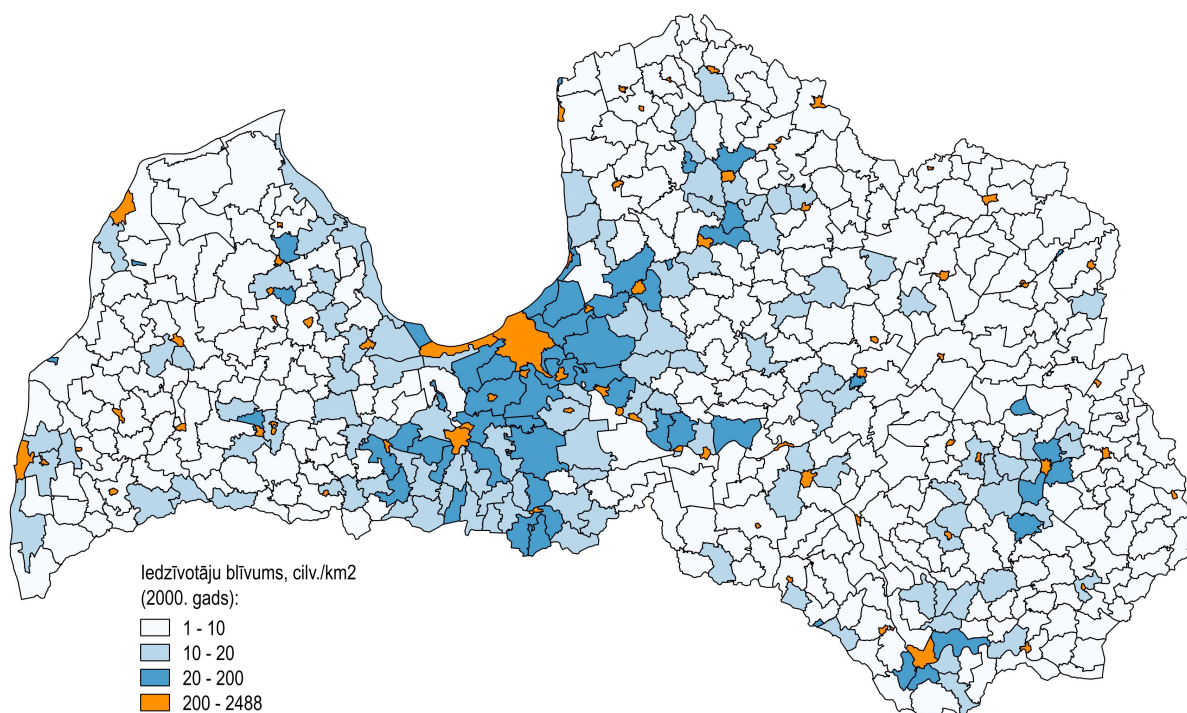 Iedzīvotāju blīvums, cilv./km2
(2000. gads):
1 - 10
10 - 20
20 - 200
200 - 2488